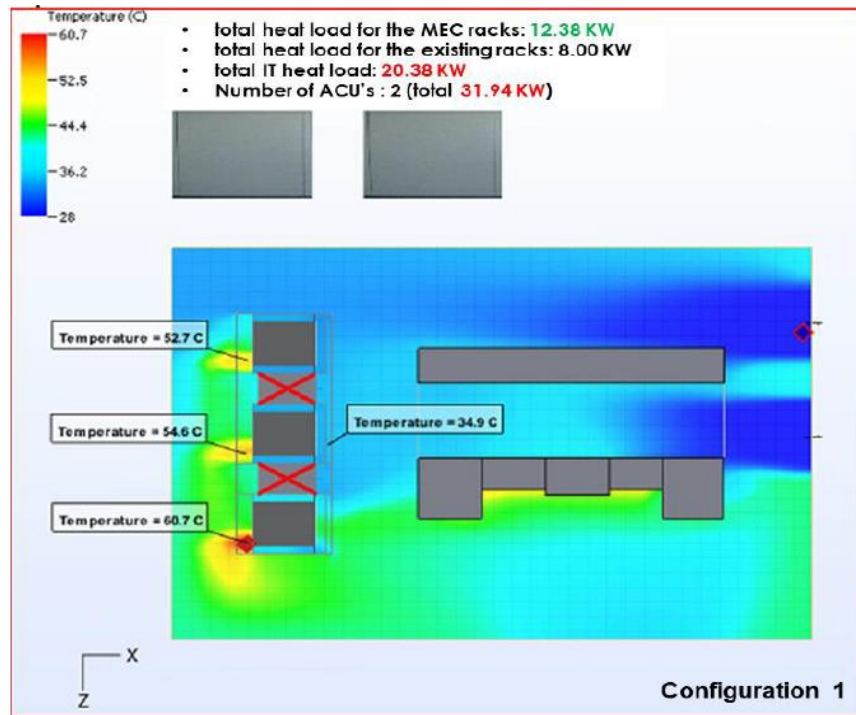 Temperature (C)
60.7
52.5
44.4
36.2
28
• total heat load for the MEC racks: 12.38 KW
• total heat load for the existing racks: 8.00 KW
• total IT heat load: 20.38 KW
• Number of ACU's : 2 (total 31.94 KW)
Temperature = 52.7 C
Temperature = 54.6 C
Temperature = 34.9 C
Temperature = 60.7 C
X
Z
Configuration 1